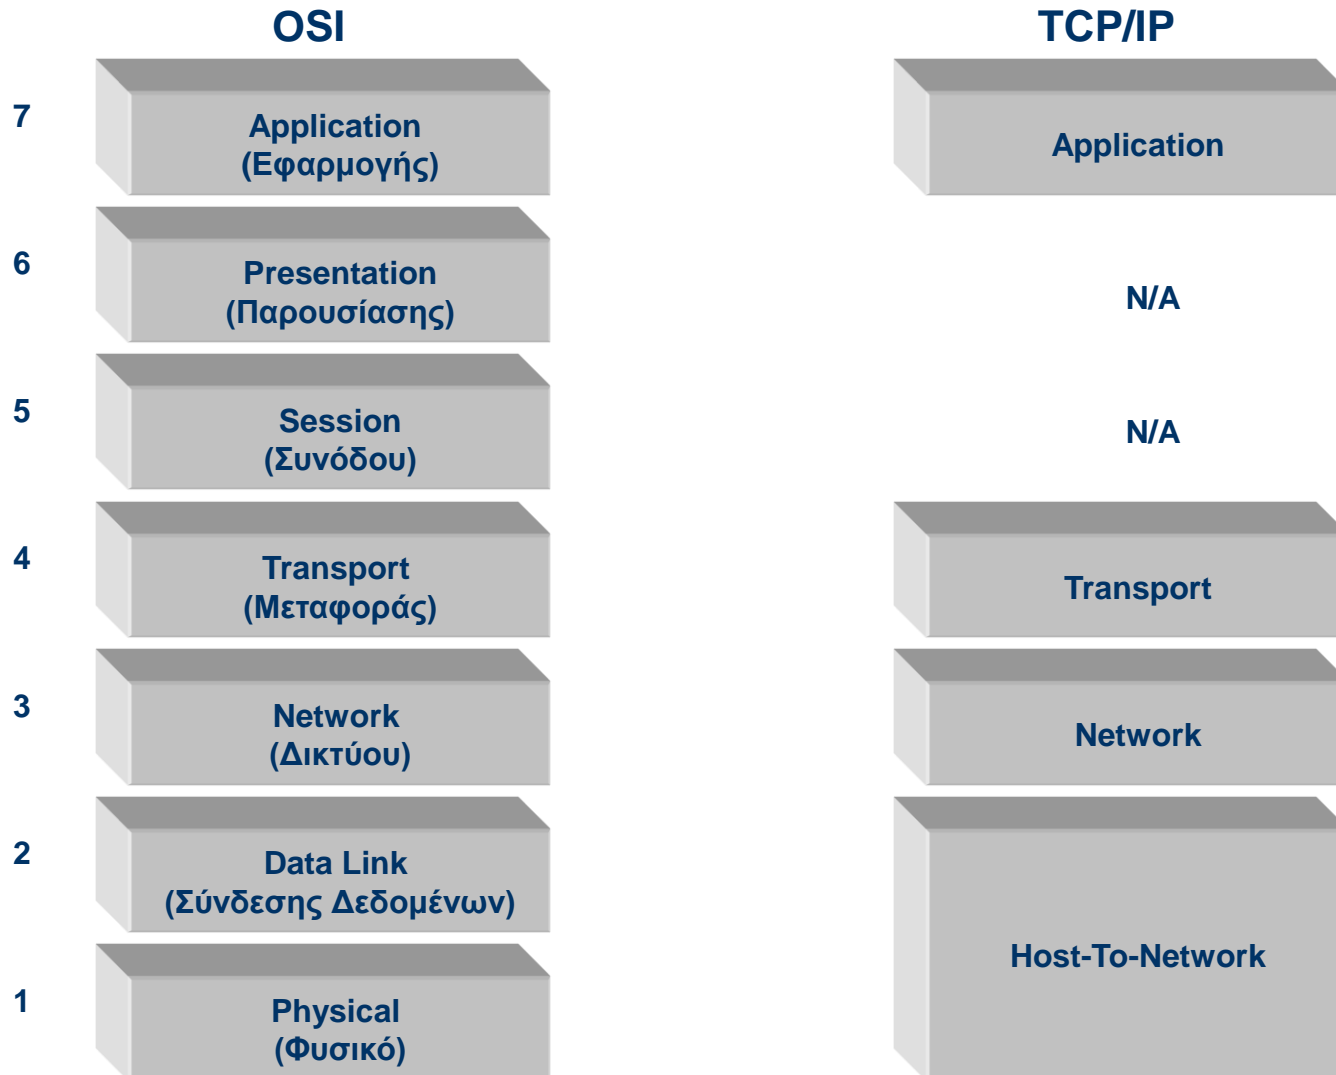 OSI
TCP/IP
7
Application
(Εφαρμογής)
Application
6
Presentation
(Παρουσίασης)
N/A
5
Session
(Συνόδου)
N/A
4
Transport
(Μεταφοράς)
Transport
3
Network
(Δικτύου)
Network
2
Data Link
(Σύνδεσης Δεδομένων)
Host-To-Network
1
Physical
(Φυσικό)